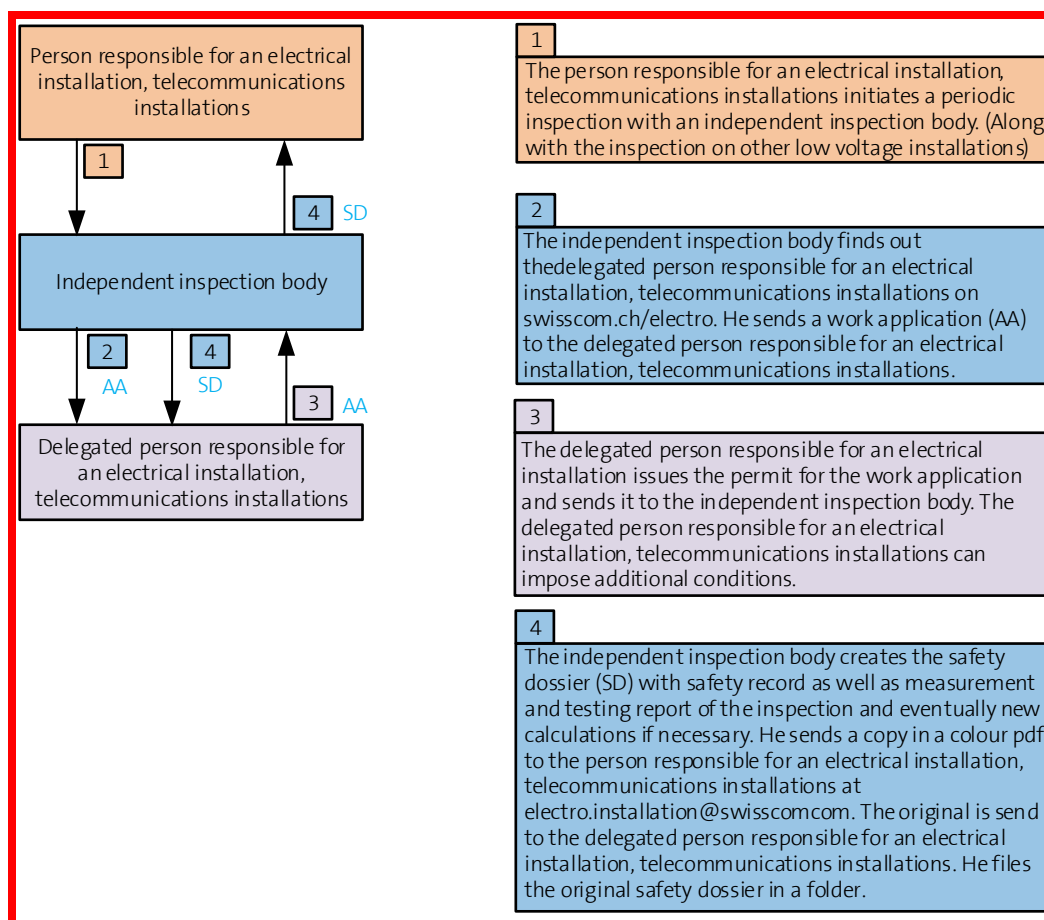 Person responsible for an electrical
installation, telecommunications
installations
1
4 SD
Independent inspection body
2
AA
4
SD
3 AA
Delegated person responsible for
an electrical installation,
telecommunications installations
1
The person responsible for an electrical installation,
telecommunications installations initiates a periodic
inspection with an independent inspection body. (Along
with the inspection on other low voltage installations)
2
The independent inspection body finds out
thedelegated person responsible for an electrical
installation, telecommunications installations on
swisscom.ch/electro. He sends a work application (AA)
to the delegated person responsible for an electrical
installation, telecommunications installations.
3
The delegated person responsible for an electrical
installation issues the permit for the work application
and sends it to the independent inspection body. The
delegated person responsible for an electrical
installation, telecommunications installations can
impose additional conditions.
4
The independent inspection body creates the safety
dossier (SD) with safety record as well as measurement
and testing report of the inspection and eventually new
calculations if necessary. He sends a copy in a colour pdf
to the person responsible for an electrical installation,
telecommunications installations at
electro.installation@swisscomcom. The original is send
to the delegated person responsible for an electrical
installation, telecommunications installations. He files
the original safety dossier in a folder.